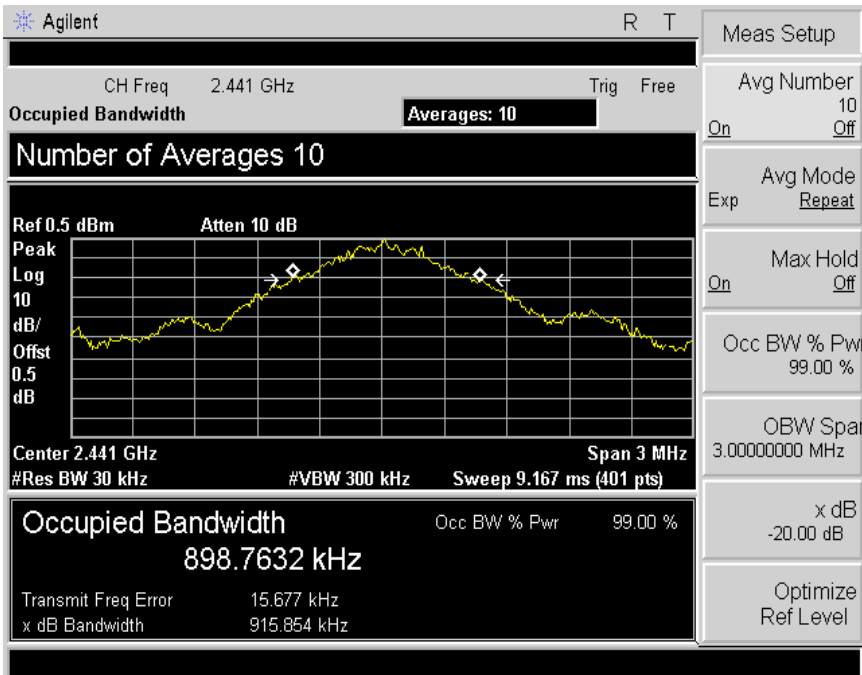 Agilent R T
CH Freq 2.441 GHz Trig Free
Occupied Bandwidth Averages: 10
Number of Averages 10
Ref 0.5 dBm Atten 10 dB
Peak
Log
10
dB/
Offst
0.5
dB
Center 2.441 GHz Span 3 MHz
#Res BW 30 kHz #VBW 300 kHz Sweep 9.167 ms (401 pts)
Occupied Bandwidth Occ BW % Pwr 99.00 %
898.7632 kHz
Transmit Freq Error 15.677 kHz
x dB Bandwidth 915.854 kHz
Meas Setup
Avg Number
10
On Off
Avg Mode
Exp Repeat
Max Hold
On Off
Occ BW % Pwr
99.00 %
OBW Span
3.00000000 MHz
x dB
-20.00 dB
Optimize
Ref Level